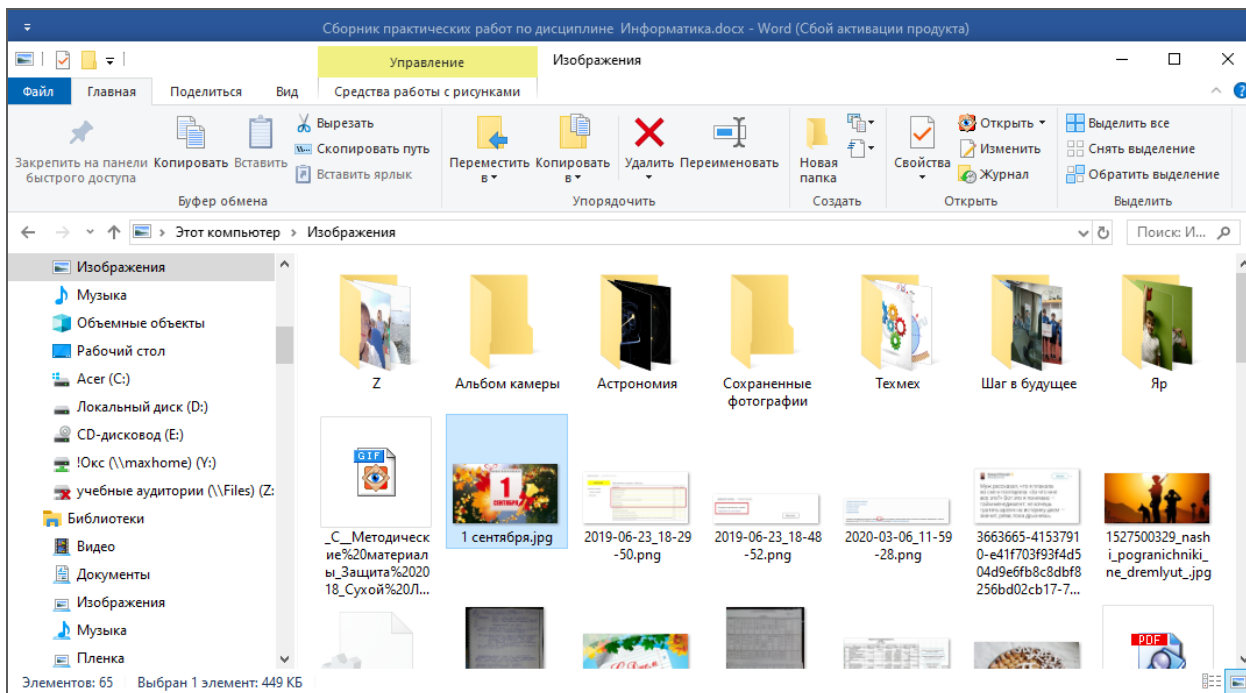 Сборник практических работ по дисциплине Информатика.docx - Word (Сбой активации продукта)
Управление
Изображения
Файл
Главная
Поделиться
Вид
Средства работы с рисунками
Закрепить на панели
быстрого доступа
Копировать
Вставить
Вырезать
Скопировать путь
Вставить ярлык
Буфер обмена
Переместить
в
Копировать
в
Удалить
Переименовать
Упорядочить
Новая
папка
Создать
Свойства
Открыть
Изменить
Журнал
Открыть
Выделить все
Снять выделение
Обратить выделение
Выделить
Этот компьютер
Изображения
Поиск: И...
Изображения
Музыка
Объемные объекты
Рабочий стол
Acer (C:)
Локальный диск (D:)
CD-дисковод (E:)
!Окс (\\maxhome) (Y:)
учебные аудитории (\\Files) (Z:
Библиотеки
Видео
Документы
Изображения
Музыка
Пленка
Z
Альбом камеры
Астрономия
Сохраненные
фотографии
Техмех
Шаг в будущее
Яр
GIF
_С__Методическ
ие%20материал
ы_Защита%2020
18_Сухой%20Л...
1
СЕНТЯБРЯ
1 сентября.jpg
2019-06-23_18-29
-50.png
2019-06-23_18-48
-52.png
2020-03-06_11-59
-28.png
3663665-4153791
0-e41f703f93f4d5
04d9e6fb8c8dbf8
256bd02cb17-7...
1527500329_nash
i_pogranichniki_
ne_dremlyut_.jpg
PDF
Элементов: 65
Выбран 1 элемент: 449 КБ